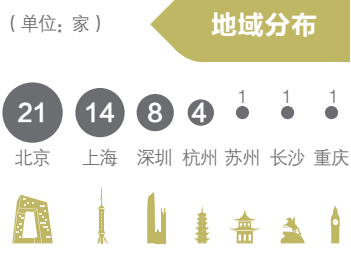 （单位：家）
地域分布
21 14 8 4 1 1 1
北京 上海 深圳 杭州 苏州 长沙 重庆